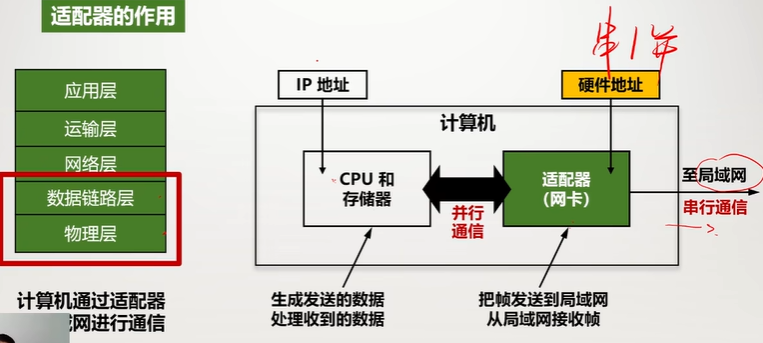 适配器的作用
应用层
运输层
网络层
数据链路层
物理层
计算机通过适配器
网进行通信
IP 地址
硬件地址
串/并
计算机
CPU 和
存储器
并行
通信
适配器
（网卡）
至局域网
串行通信
生成发送的数据
处理收到的数据
把帧发送到局域网
从局域网接收帧